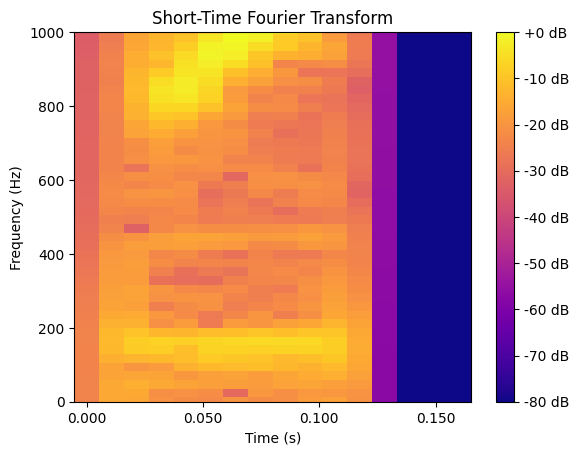 Short-Time Fourier Transform
1000
800
600
400
200
0
Frequency (Hz)
0.000
0.050
0.100
0.150
Time (s)
+0 dB
-10 dB
-20 dB
-30 dB
-40 dB
-50 dB
-60 dB
-70 dB
-80 dB